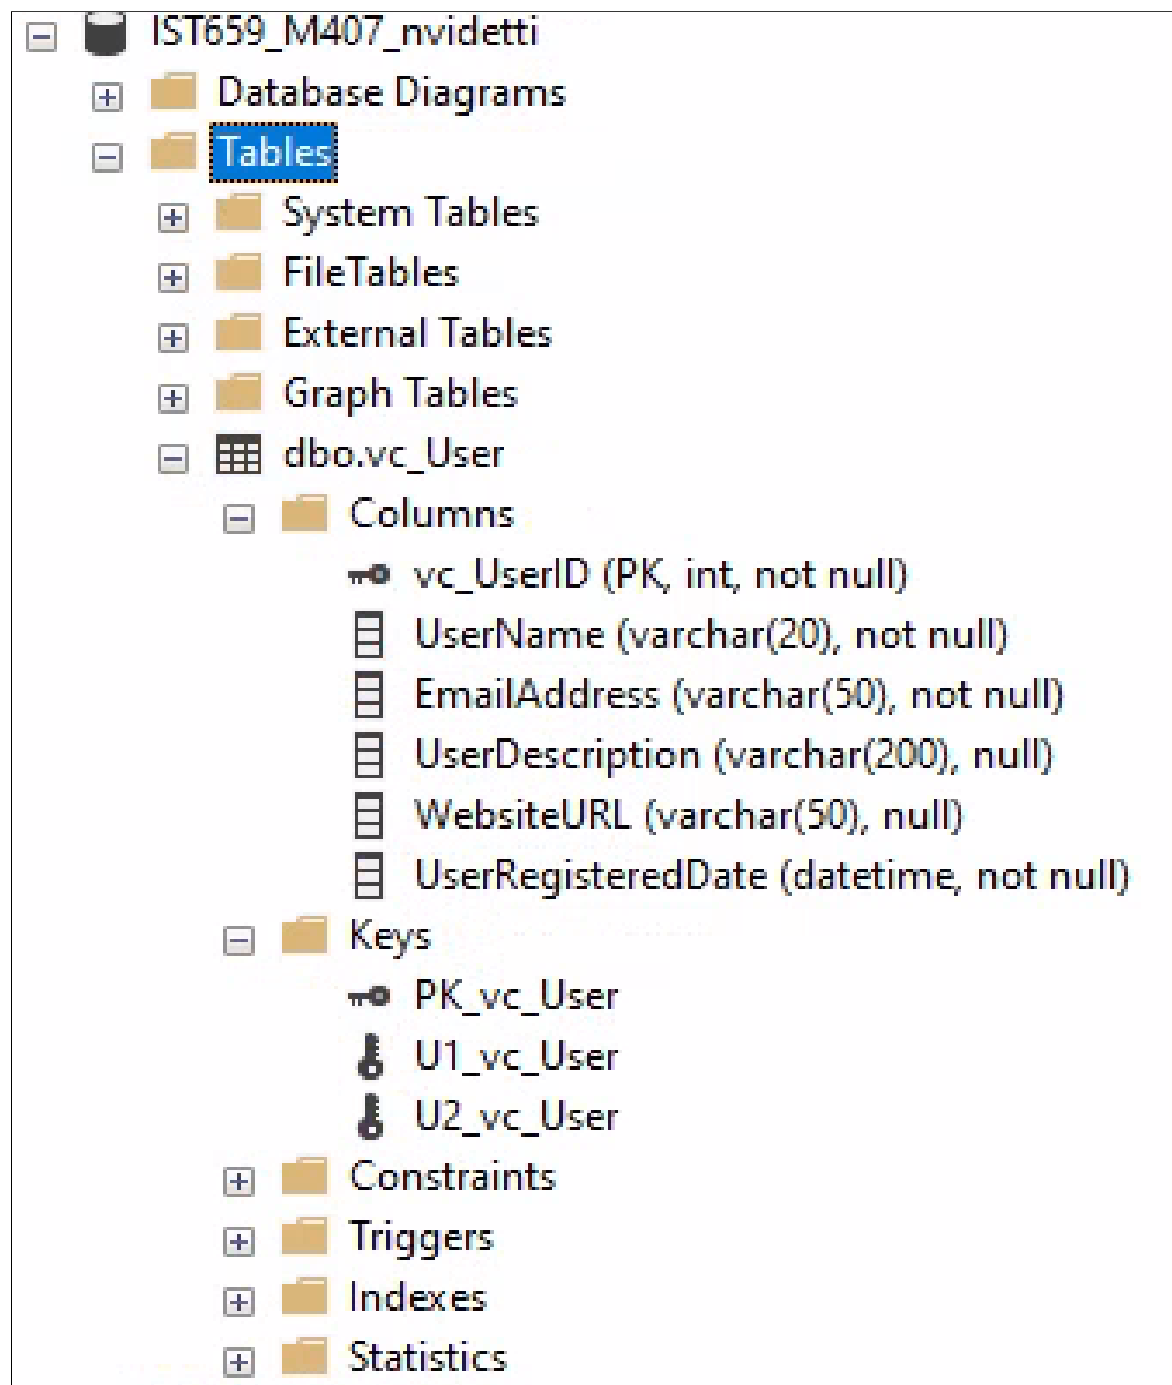 IST659_M407_nvidetti
Database Diagrams
Tables
System Tables
FileTables
External Tables
Graph Tables
dbo.vc_User
Columns
vc_UserID (PK, int, not null)
UserName (varchar(20), not null)
EmailAddress (varchar(50), not null)
UserDescription (varchar(200), null)
WebsiteURL (varchar(50), null)
UserRegisteredDate (datetime, not null)
Keys
PK_vc_User
U1_vc_User
U2_vc_User
Constraints
Triggers
Indexes
Statistics